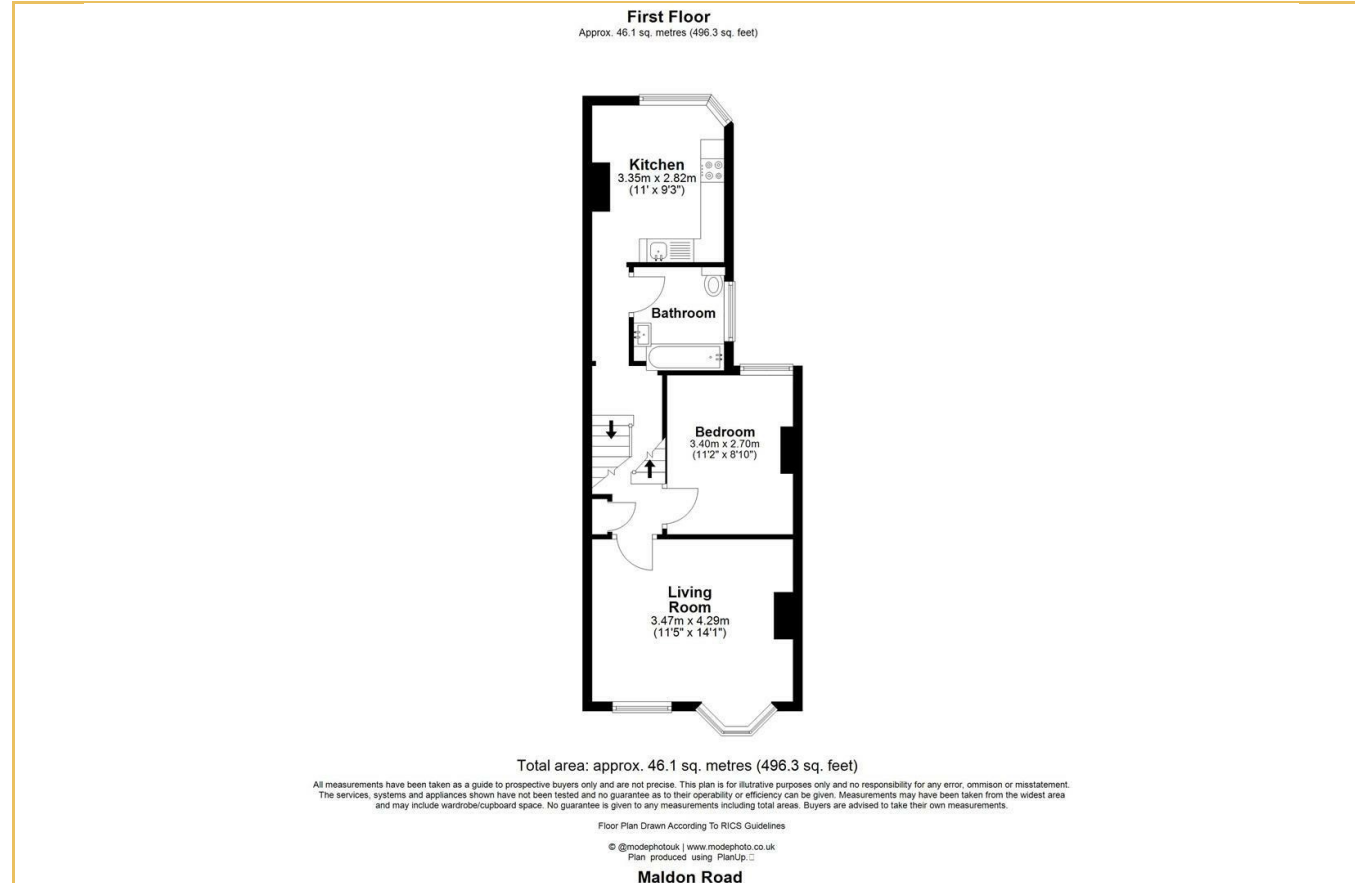 First Floor
Approx. 46.1 sq. metres (496.3 sq. feet)
Kitchen
3.35m x 2.82m
(11' x 9'3")
Bathroom
Bedroom
3.40m x 2.70m
(11'2" x 8'10")
Living
Room
3.47m x 4.29m
(11'5" x 14'1")
Total area: approx. 46.1 sq. metres (496.3 sq. feet)
All measurements have been taken as a guide to prospective buyers only and are not precise. This plan is for illutrative purposes only and no responsibility for any error, ommison or misstatement.
The services, systems and appliances shown have not been tested and no guarantee as to their operability or efficiency can be given. Measurements may have been taken from the widest area
and may include wardrobe/cupboard space. No guarantee is given to any measurements including total areas. Buyers are advised to take their own measurements.
Floor Plan Drawn According To RICS Guidelines
© @modephotouk | www.modephoto.co.uk
Plan produced using PlanUp.
Maldon Road